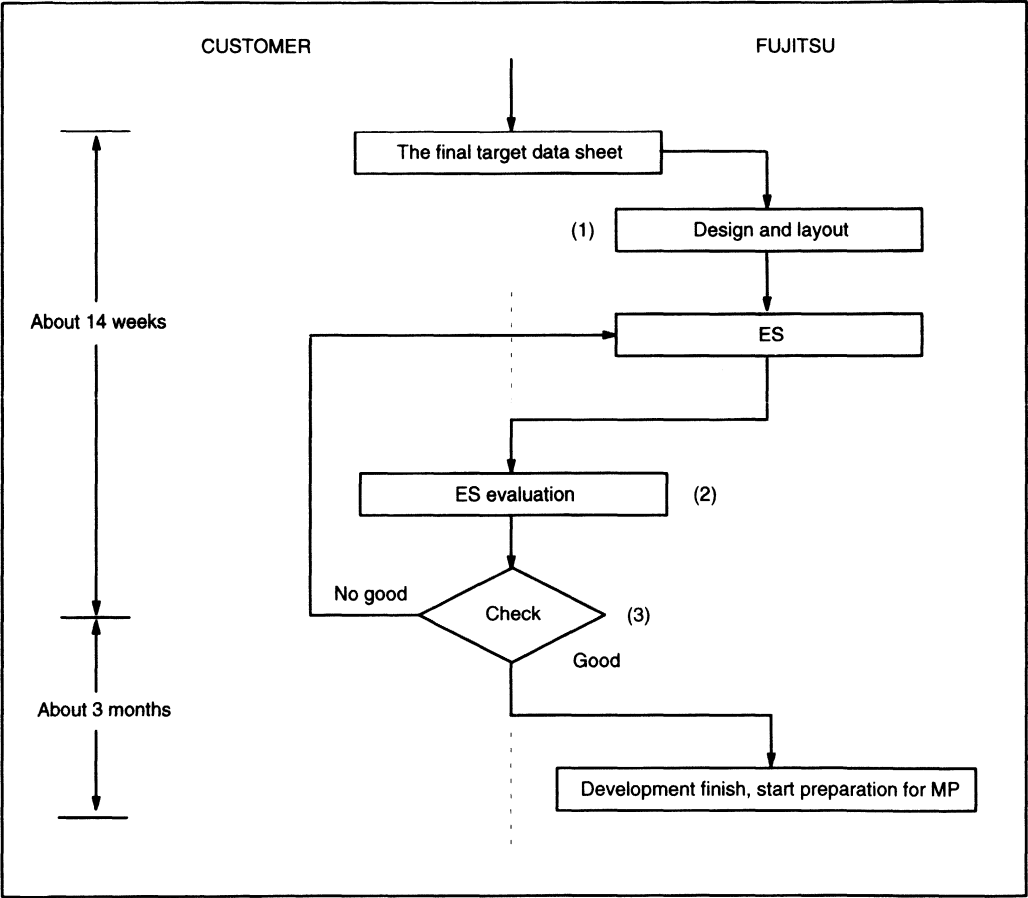 CUSTOMER
FUJITSU
The final target data sheet
(1)
Design and layout
About 14 weeks
ES
ES evaluation
(2)
No good
Check
(3)
Good
About 3 months
Development finish, start preparation for MP